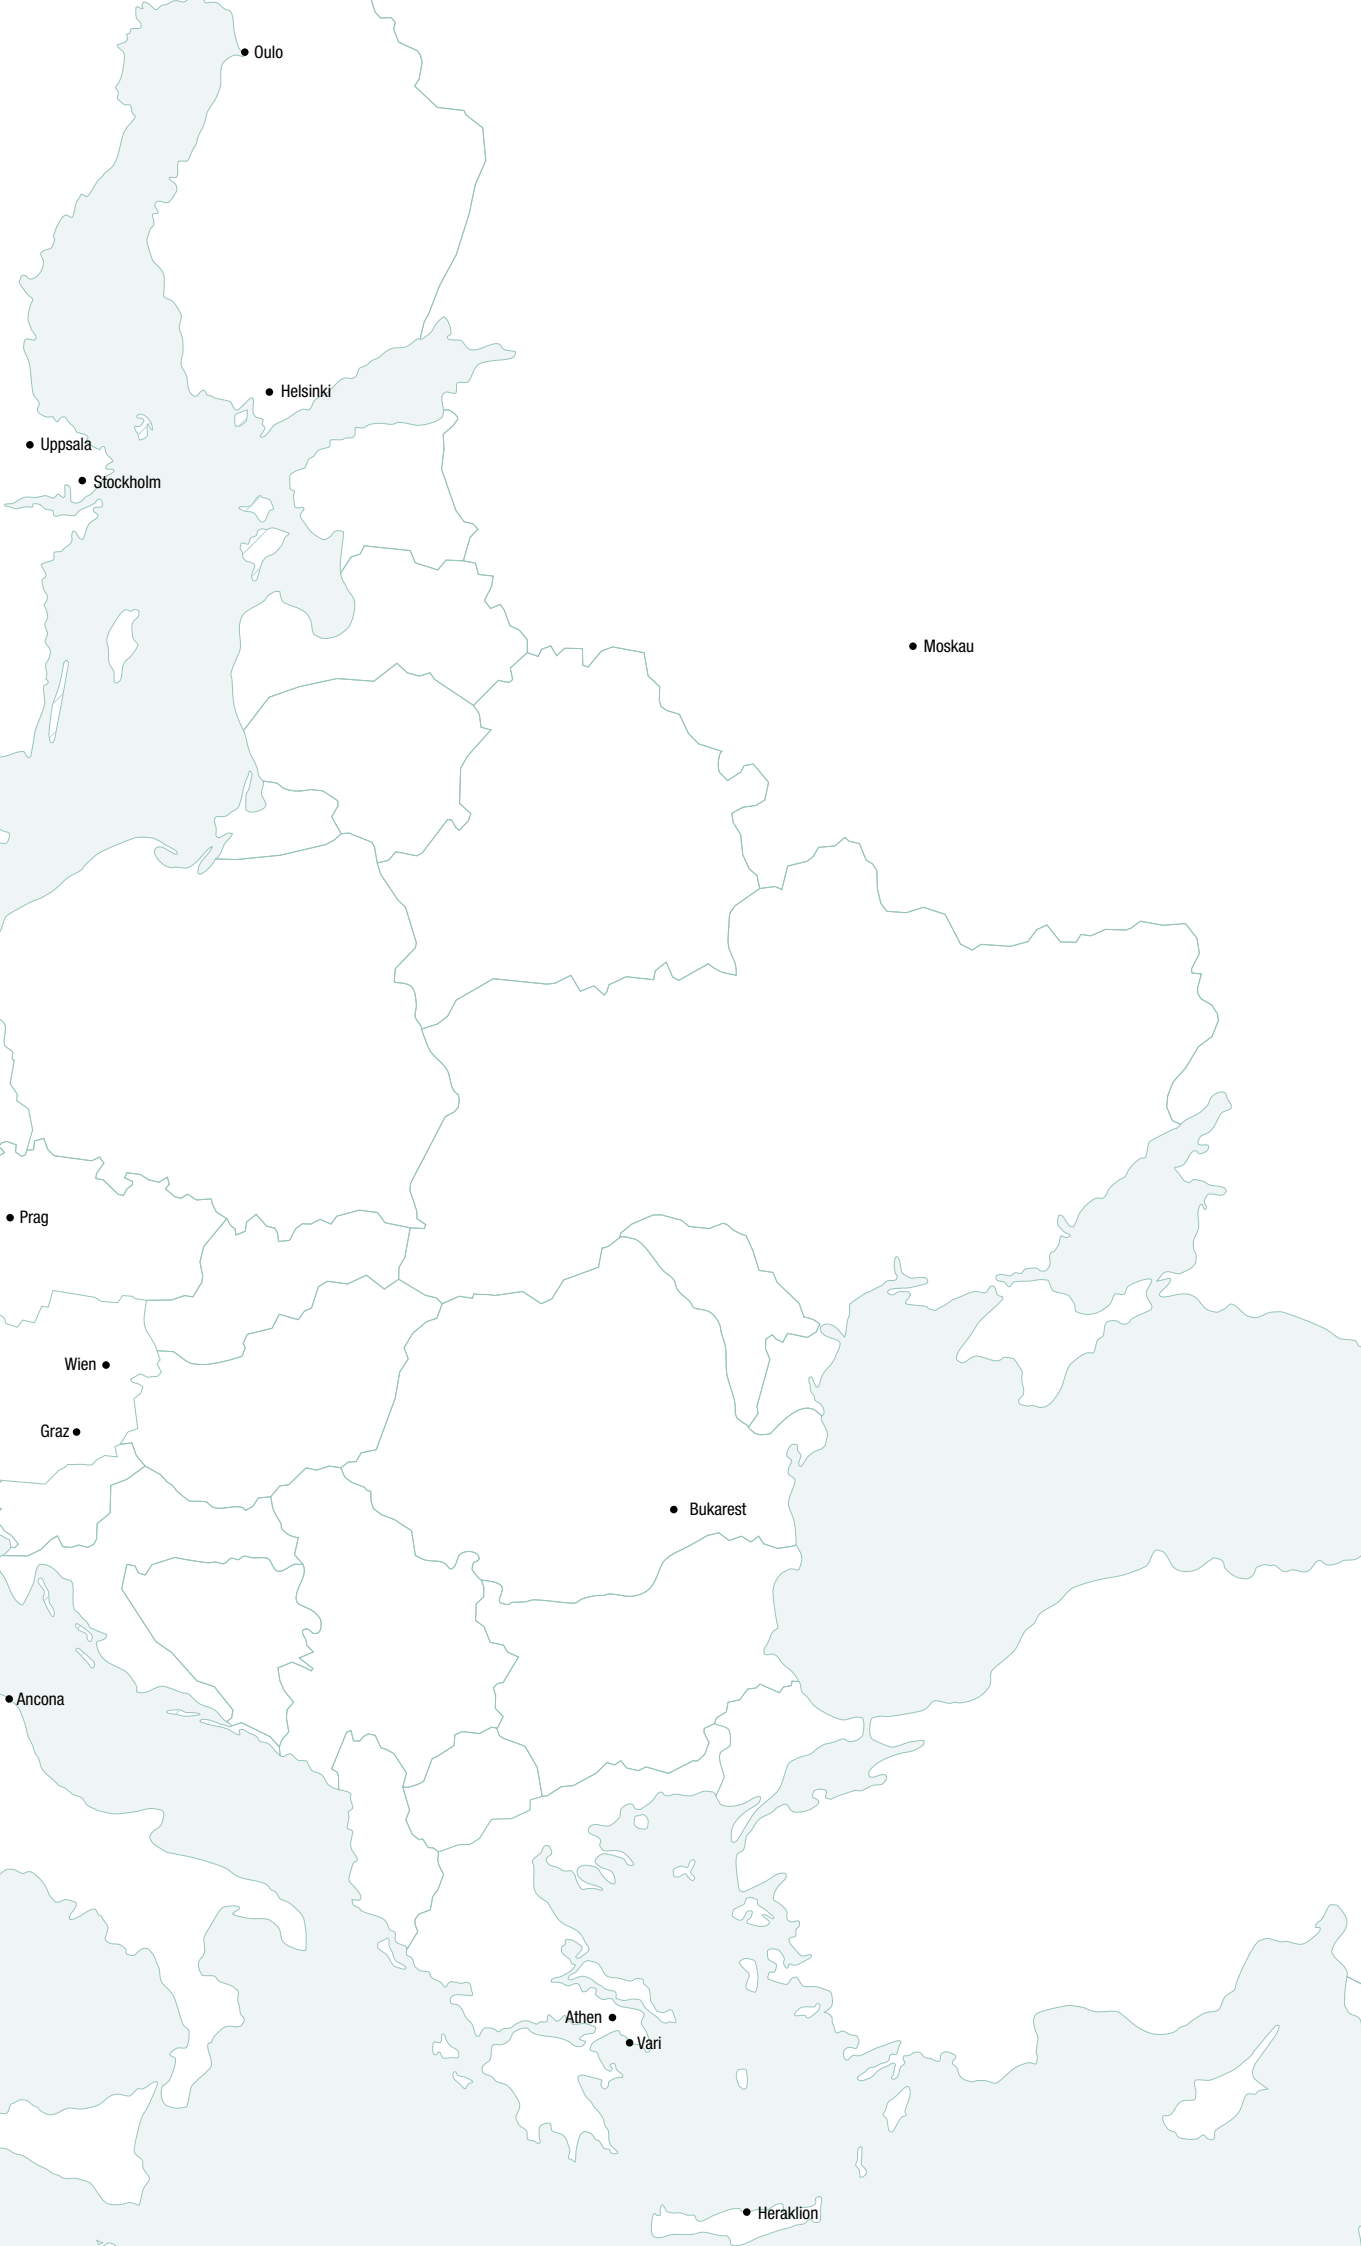 Oulo
Helsinki
Uppsala
Stockholm
Moskau
Prag
Wien
Graz
Bukarest
Ancona
Athen
Vari
Heraklion